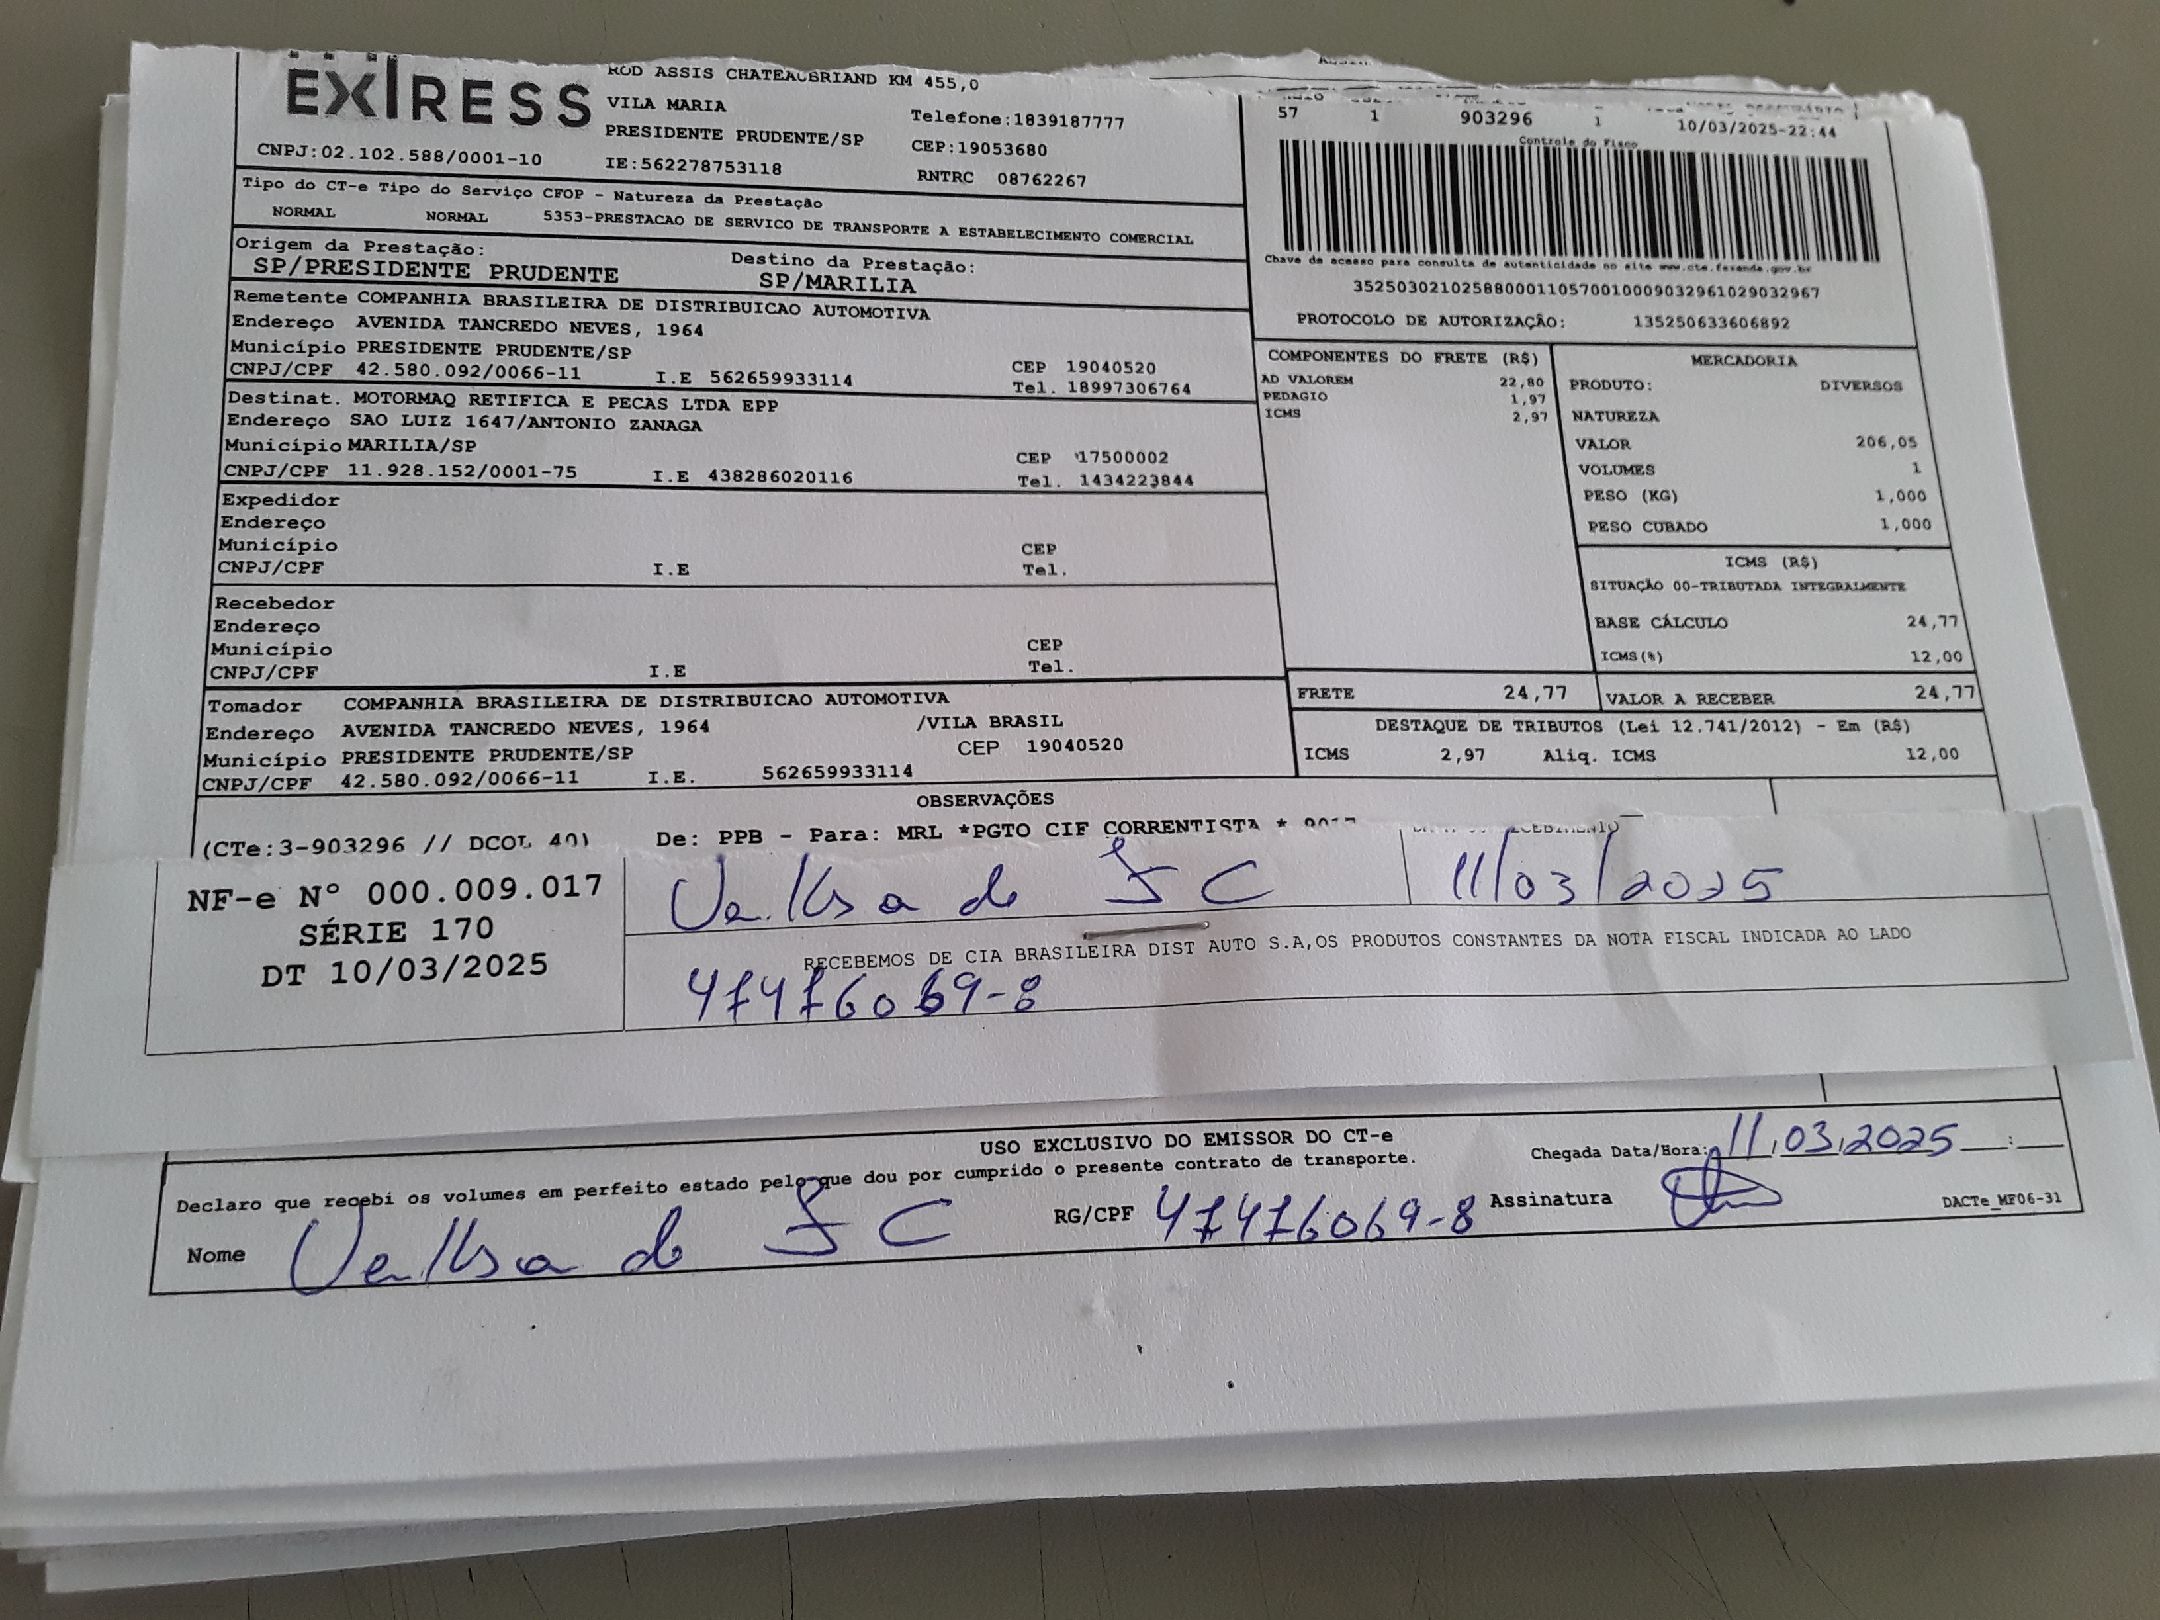 EXPRESS
ROD ASSIS CHATEAUBRIAND KM 455,0
VILA MARIA
Telefone:1839187777
PRESIDENTE PRUDENTE/SP
CEP:19053680
CNPJ:02.102.588/0001-10
IE:562278753118
RNTRC 08762267
57 1 903296 1 10/03/2025-22:44
Controle do Fisco
Tipo do CT-e Tipo do Serviço CFOP - Natureza da Prestação
NORMAL NORMAL 5353-PRESTACAO DE SERVICO DE TRANSPORTE A ESTABELECIMENTO COMERCIAL
Origem da Prestação:
SP/PRESIDENTE PRUDENTE
Destino da Prestação:
SP/MARILIA
Chave de acesso para consulta de autenticidade no site www.cte.fazenda.gov.br
35250302102588000110570010009032961029032967
PROTOCOLO DE AUTORIZAÇÃO: 135250633606892
Remetente COMPANHIA BRASILEIRA DE DISTRIBUICAO AUTOMOTIVA
Endereço AVENIDA TANCREDO NEVES, 1964
Município PRESIDENTE PRUDENTE/SP
CEP 19040520
CNPJ/CPF 42.580.092/0066-11 I.E 562659933114 Tel. 18997306764
Destinat. MOTORMAQ RETIFICA E PECAS LTDA EPP
Endereço SAO LUIZ 1647/ANTONIO ZANAGA
Município MARILIA/SP
CEP 17500002
CNPJ/CPF 11.928.152/0001-75 I.E 438286020116 Tel. 1434223844
Expedidor
Endereço
Município CEP
CNPJ/CPF I.E Tel.
Recebedor
Endereço
Município CEP
CNPJ/CPF I.E Tel.
Tomador COMPANHIA BRASILEIRA DE DISTRIBUICAO AUTOMOTIVA
Endereço AVENIDA TANCREDO NEVES, 1964 /VILA BRASIL
Município PRESIDENTE PRUDENTE/SP CEP 19040520
CNPJ/CPF 42.580.092/0066-11 I.E. 562659933114
COMPONENTES DO FRETE (R$)
AD VALOREM 22,80
PEDAGIO 1,97
ICMS 2,97
MERCADORIA
PRODUTO: DIVERSOS
NATUREZA
VALOR 206,05
VOLUMES 1
PESO (KG) 1,000
PESO CUBADO 1,000
ICMS (R$)
SITUAÇÃO 00-TRIBUTADA INTEGRALMENTE
BASE CÁLCULO 24,77
ICMS(%) 12,00
FRETE 24,77 VALOR A RECEBER 24,77
DESTAQUE DE TRIBUTOS (Lei 12.741/2012) - Em (R$)
ICMS 2,97 Aliq. ICMS 12,00
OBSERVAÇÕES
(CTe:3-903296 // DCOL 40) De: PPB - Para: MRL *PGTO CIF CORRENTISTA * 9017
NF-e Nº 000.009.017
SÉRIE 170
DT 10/03/2025
11/03/2025
RECEBEMOS DE CIA BRASILEIRA DIST AUTO S.A,OS PRODUTOS CONSTANTES DA NOTA FISCAL INDICADA AO LADO
47476069-8
USO EXCLUSIVO DO EMISSOR DO CT-e
Chegada Data/Hora: 11.03.2025 :
Declaro que recebi os volumes em perfeito estado pelo que dou por cumprido o presente contrato de transporte.
Nome
RG/CPF 47476069-8 Assinatura
DACTe_MF06-31